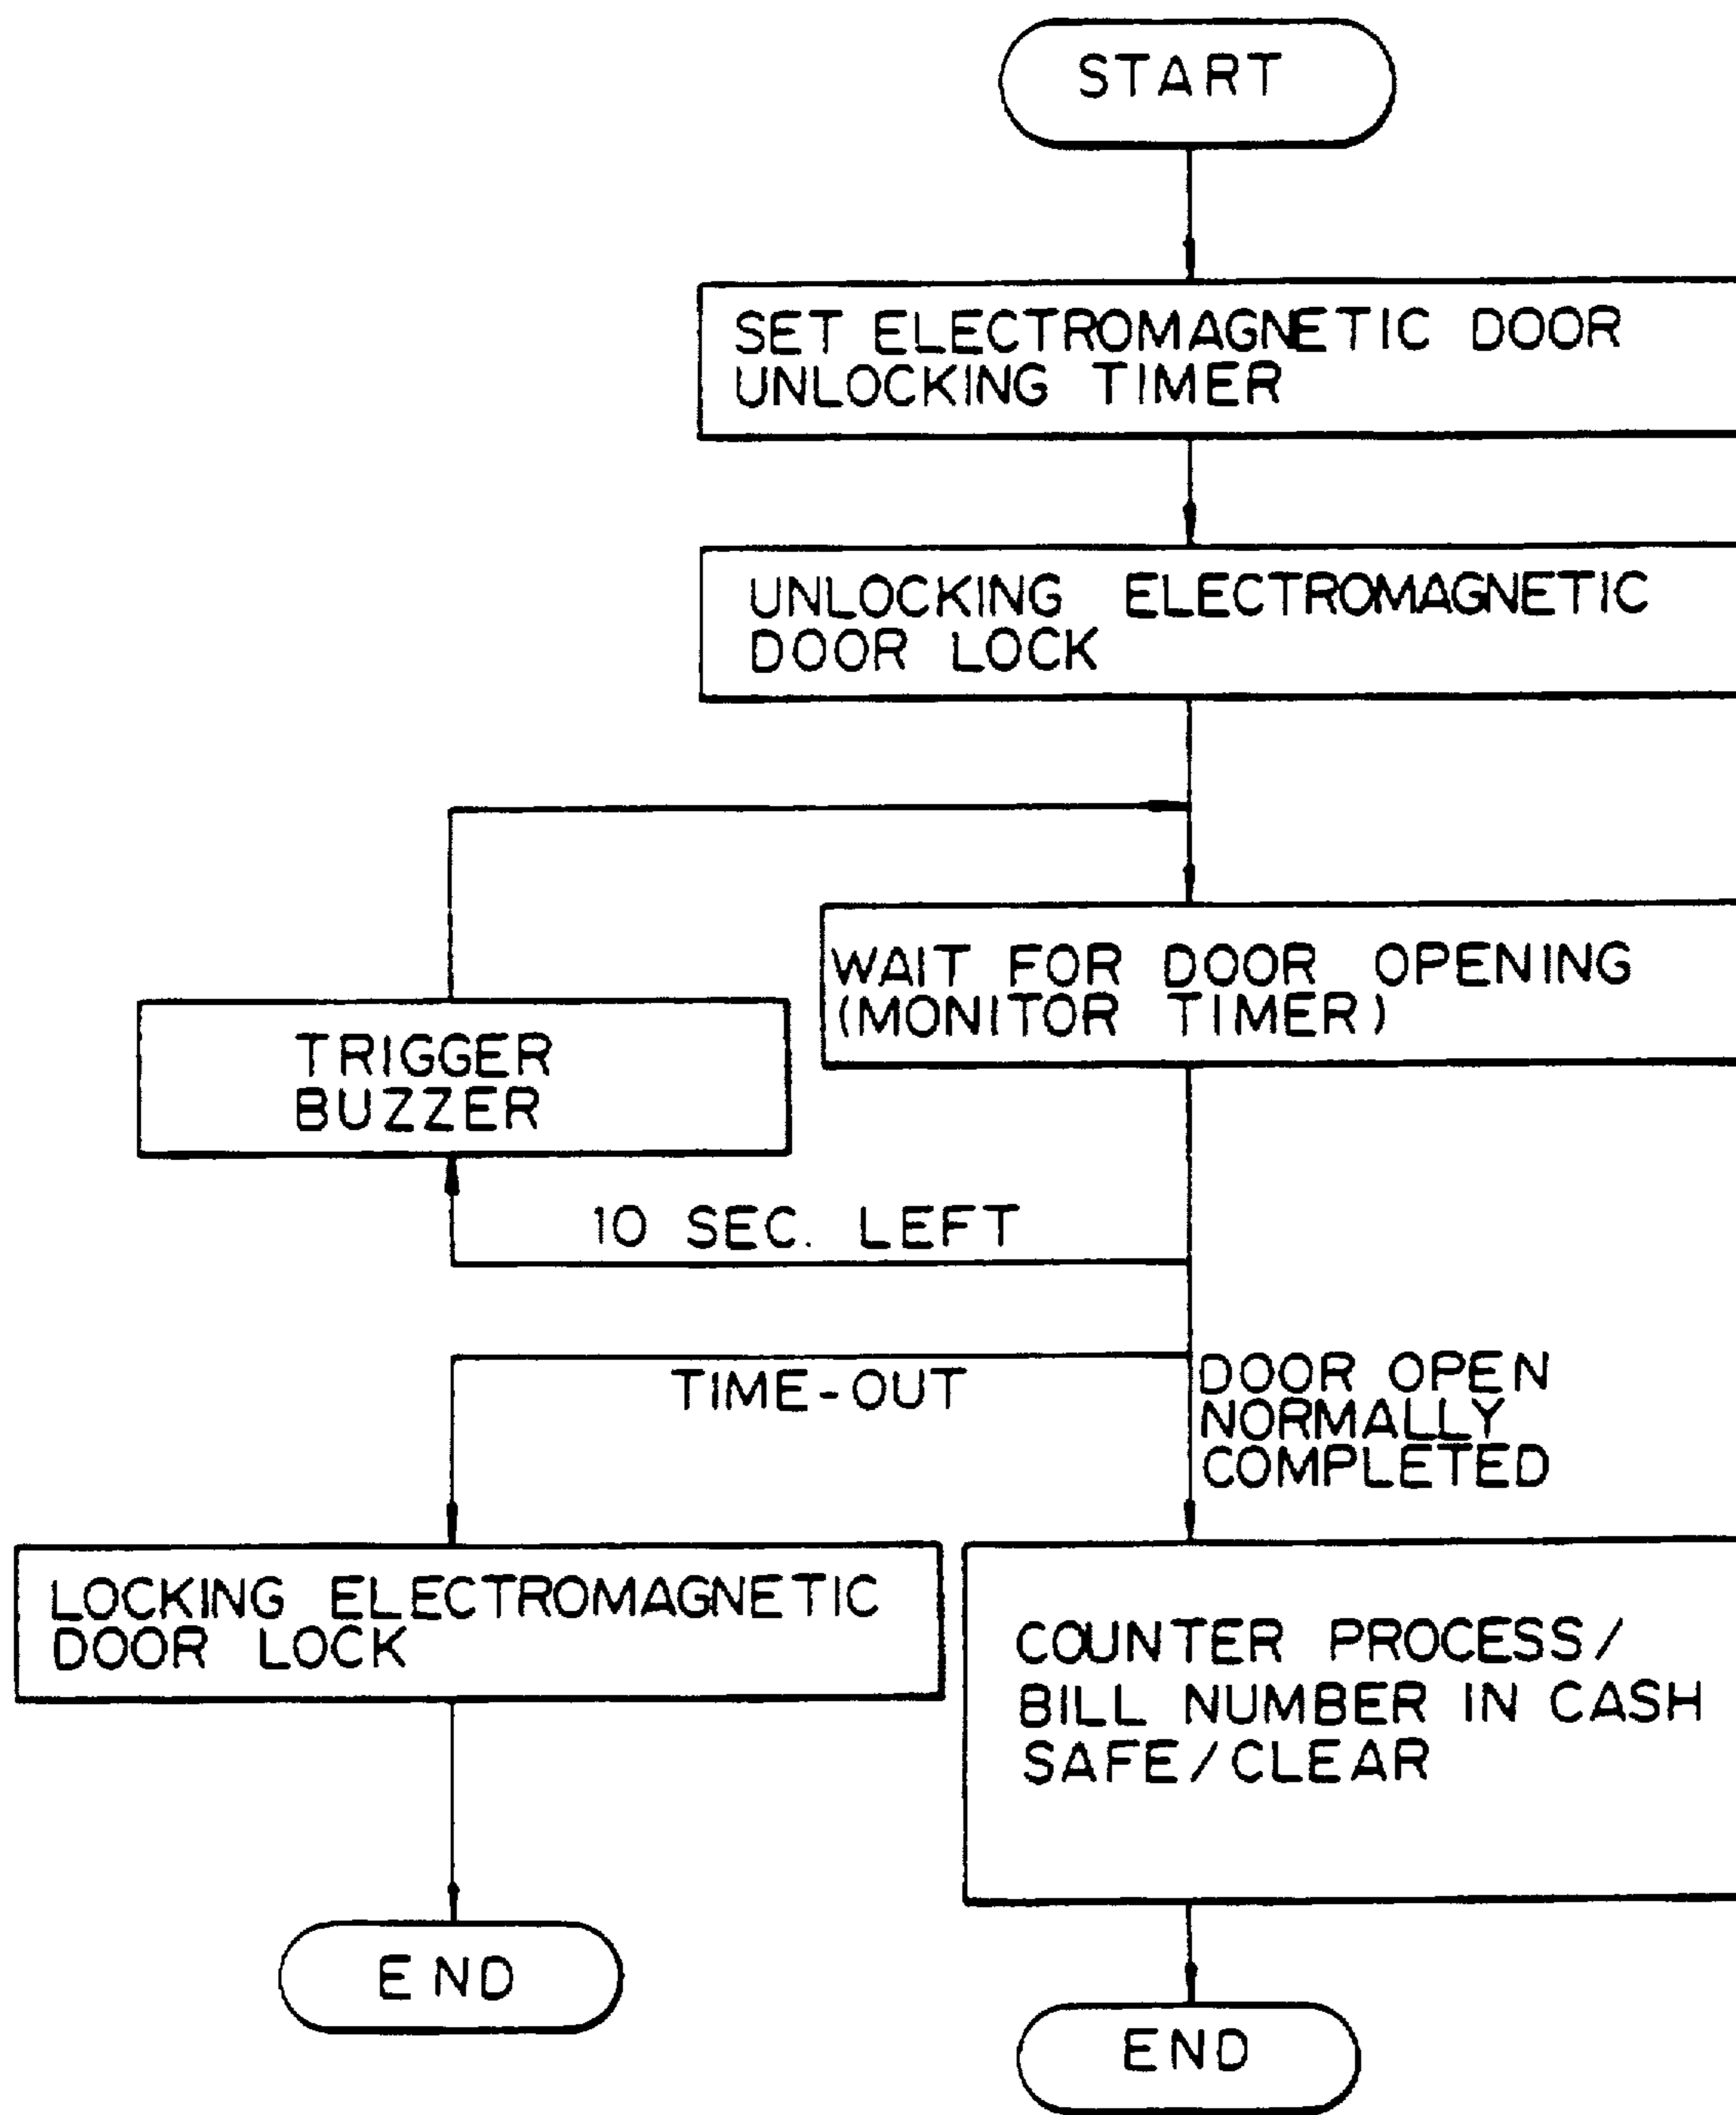 START
SET ELECTROMAGNETIC DOOR
UNLOCKING TIMER
UNLOCKING ELECTROMAGNETIC
DOOR LOCK
WAIT FOR DOOR OPENING
(MONITOR TIMER)
TRIGGER
BUZZER
10 SEC. LEFT
TIME-OUT
DOOR OPEN
NORMALLY
COMPLETED
LOCKING ELECTROMAGNETIC
DOOR LOCK
COUNTER PROCESS/
BILL NUMBER IN CASH
SAFE/CLEAR
END
END